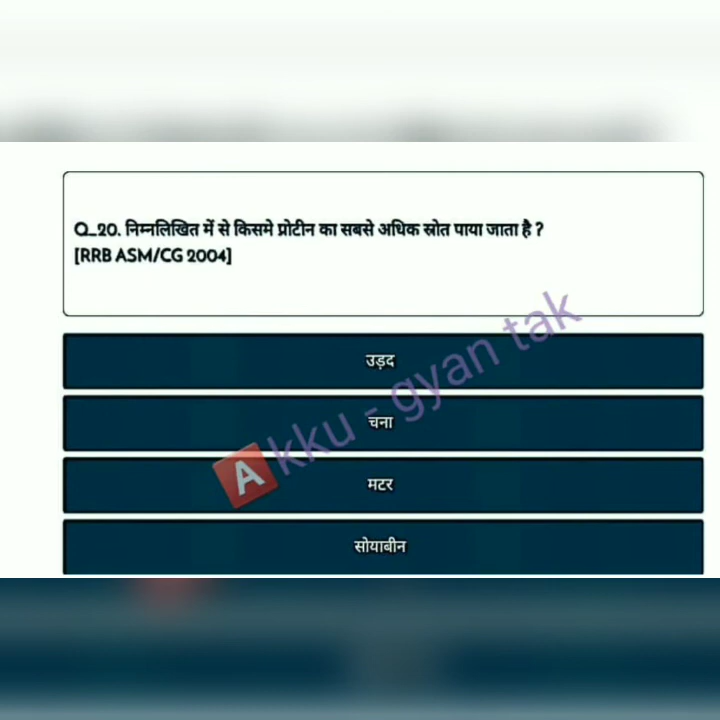 Q_20. निम्नलिखित में से किसमे प्रोटीन का सबसे अधिक स्रोत पाया जाता है ?
[RRB ASM/CG 2004]
उड़द
चना
मटर
सोयाबीन
Akku - gyan tak